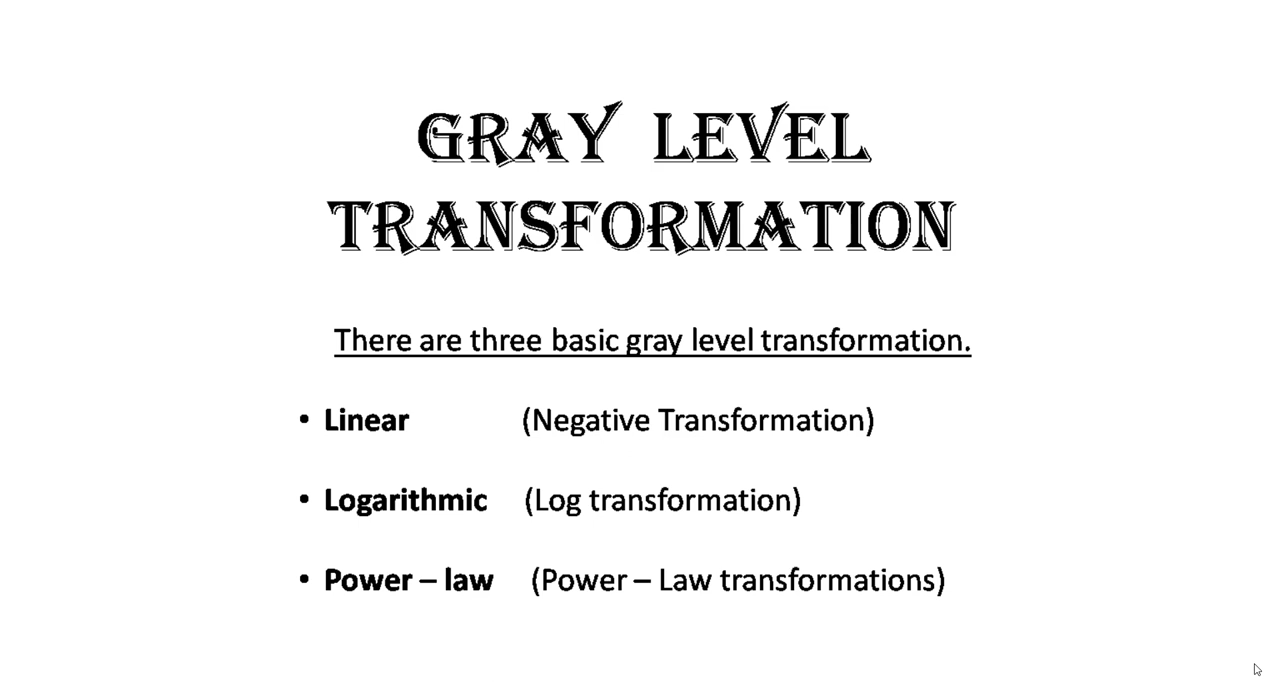 GRAY LEVEL
TRANSFORMATION
There are three basic gray level transformation.
• Linear (Negative Transformation)
• Logarithmic (Log transformation)
• Power – law (Power – Law transformations)